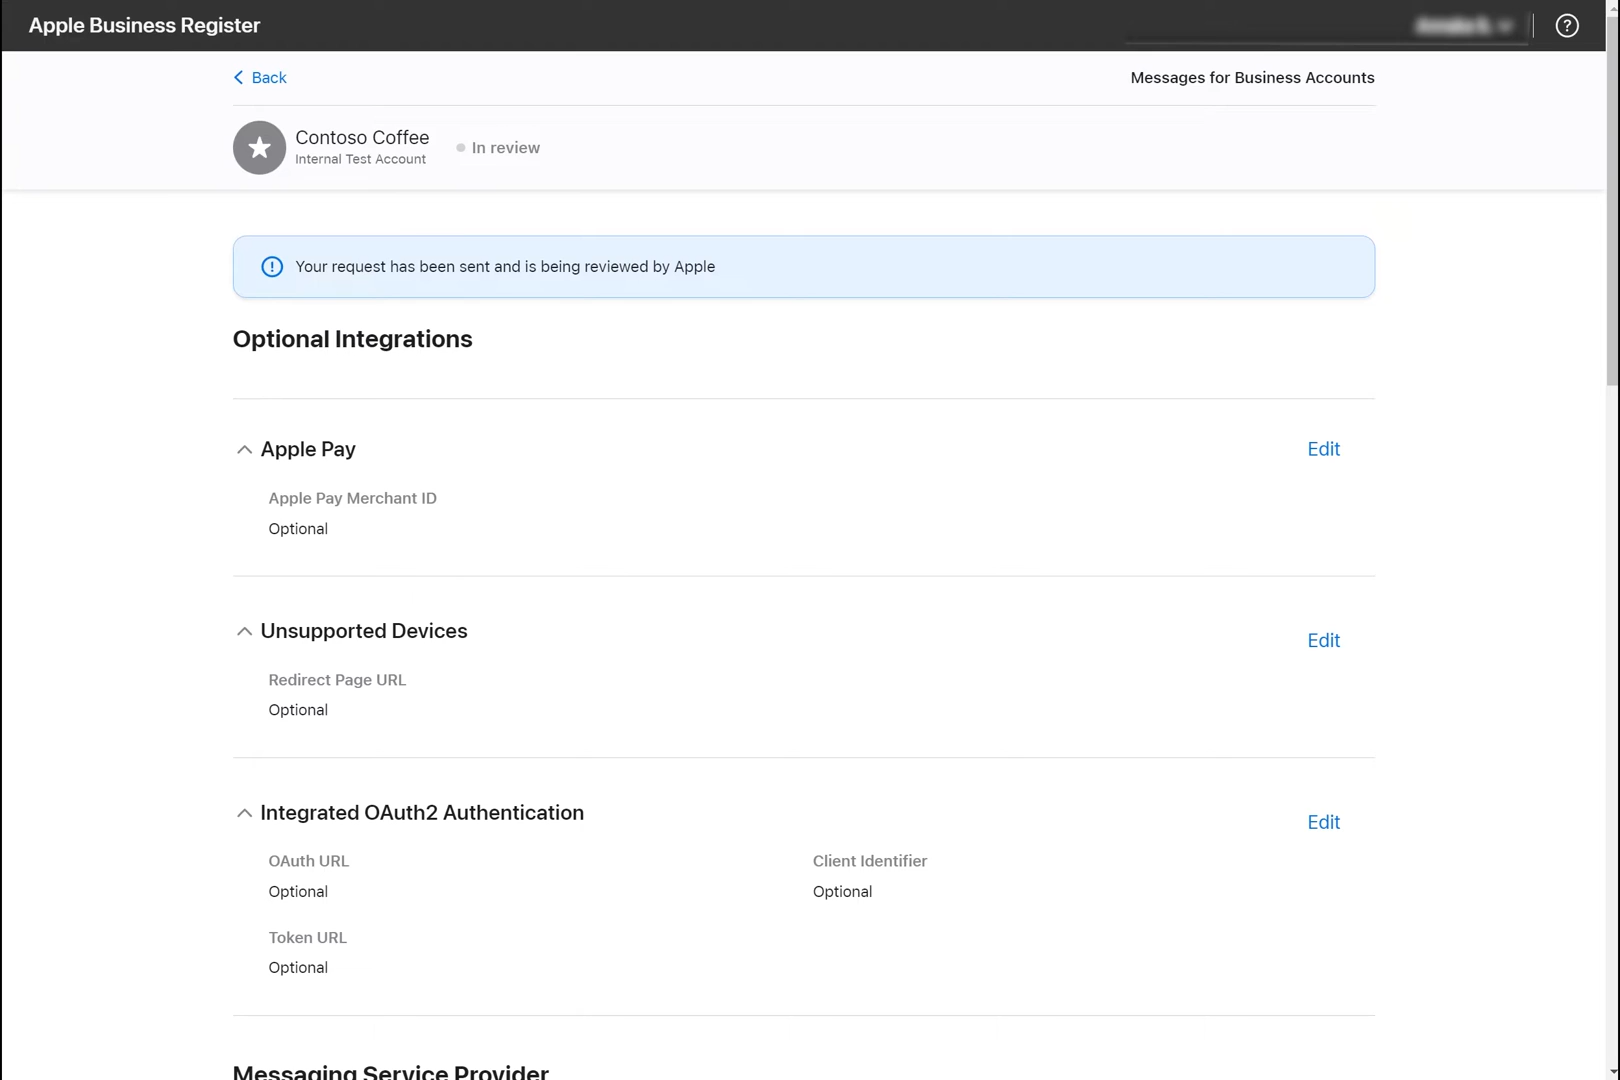 Apple Business Register
?
Back
Messages for Business Accounts
Contoso Coffee
Internal Test Account
In review
Your request has been sent and is being reviewed by Apple
Optional Integrations
Apple Pay
Edit
Apple Pay Merchant ID
Optional
Unsupported Devices
Edit
Redirect Page URL
Optional
Integrated OAuth2 Authentication
Edit
OAuth URL
Client Identifier
Optional
Optional
Token URL
Optional
Messaging Service Provider